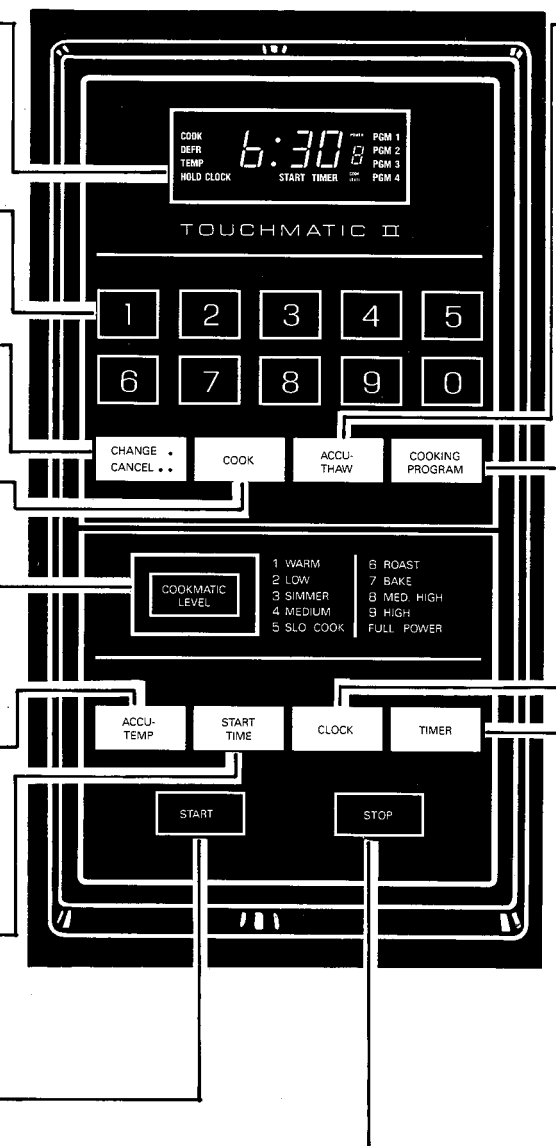 COOK
DEFR
TEMP
HOLD CLOCK
6:30
START TIMER
POWER
8
COOK LEVEL
PGM 1
PGM 2
PGM 3
PGM 4
TOUCHMATIC II
1 2 3 4 5
6 7 8 9 0
CHANGE •
CANCEL ••
COOK
ACCU-
THAW
COOKING
PROGRAM
COOKMATIC
LEVEL
1 WARM
2 LOW
3 SIMMER
4 MEDIUM
5 SLO COOK
6 ROAST
7 BAKE
8 MED. HIGH
9 HIGH
FULL POWER
ACCU-
TEMP
START
TIME
CLOCK
TIMER
START
STOP